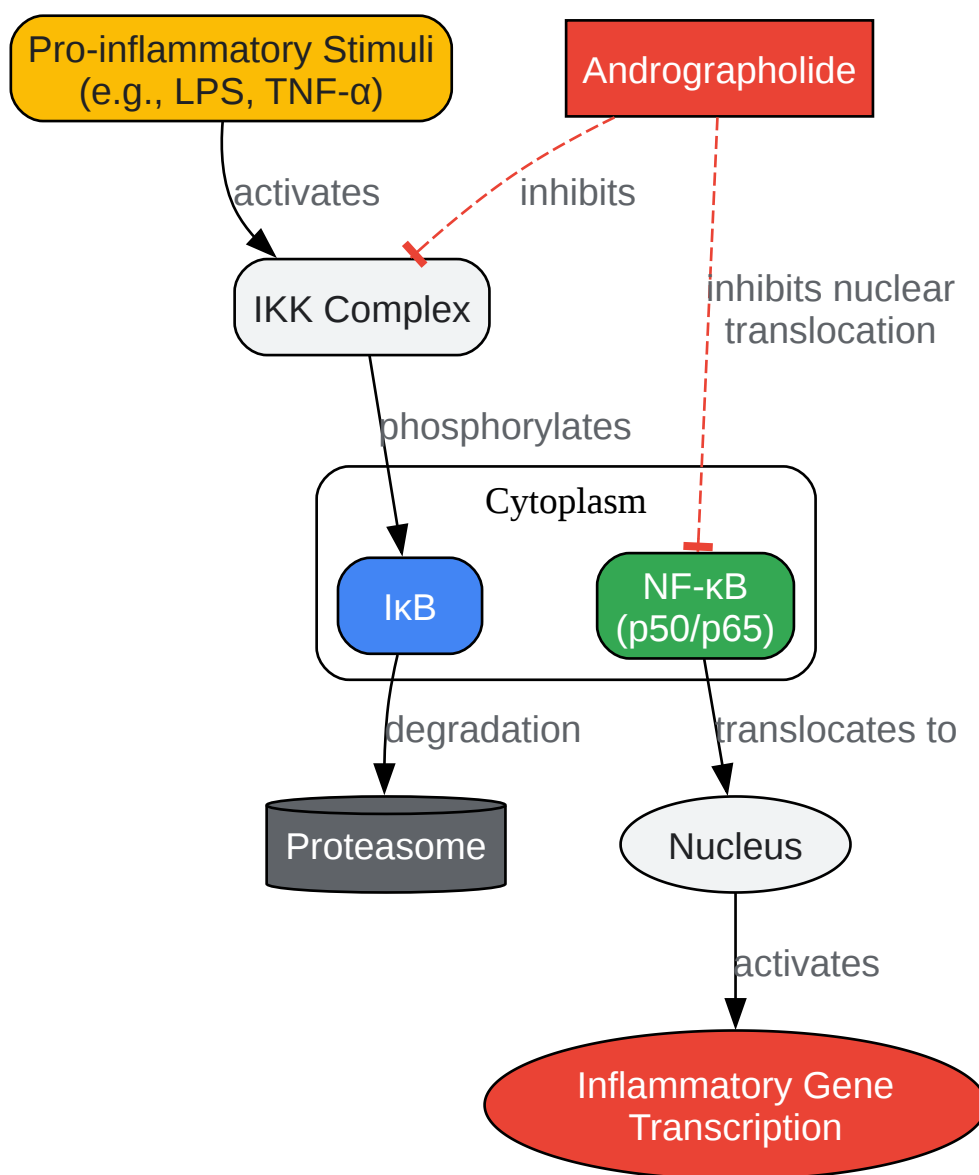 Pro-inflammatory Stimuli
(e.g., LPS, TNF-α)
Andrographolide
activates
inhibits
IKK Complex
inhibits nuclear
translocation
phosphorylates
Cytoplasm
IκB
NF-κB
(p50/p65)
degradation
translocates to
Proteasome
Nucleus
activates
Inflammatory Gene
Transcription